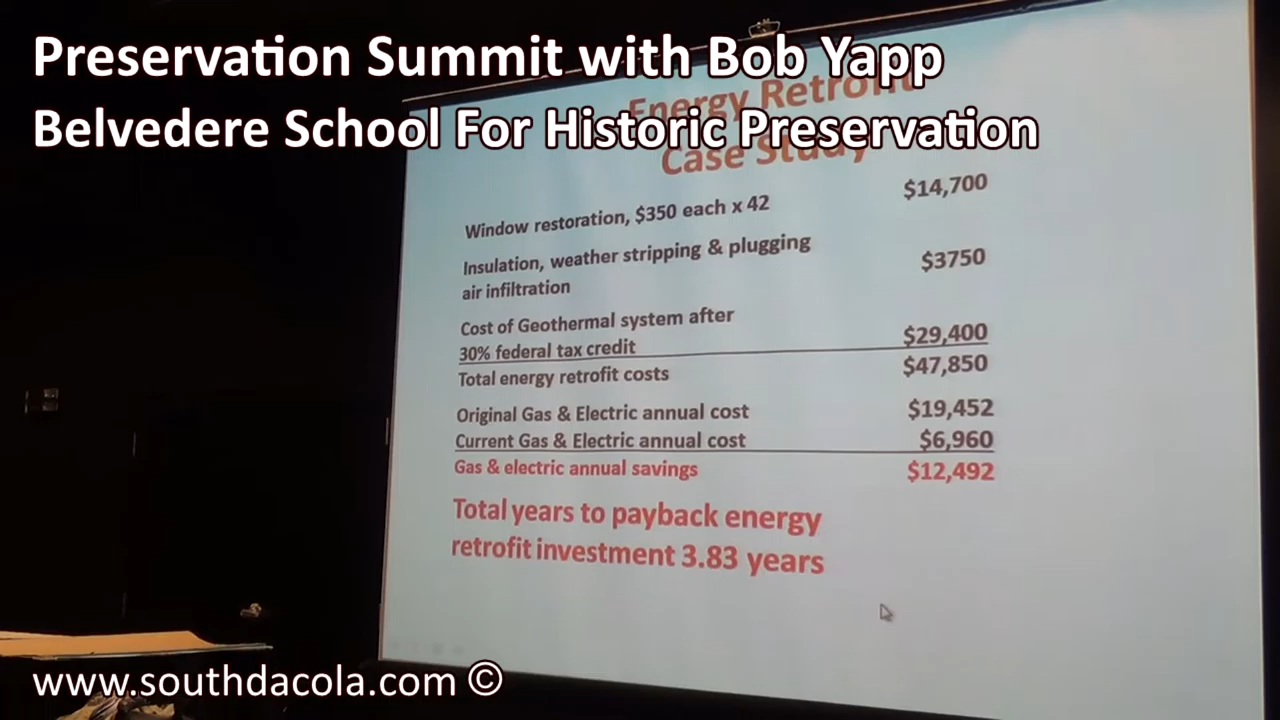 Preservation Summit with Bob Yapp
Belvedere School For Historic Preservation
Energy Retrofit
Case Study
Window restoration, $350 each x 42 $14,700
Insulation, weather stripping & plugging
air infiltration $3750
Cost of Geothermal system after
30% federal tax credit $29,400
Total energy retrofit costs $47,850
Original Gas & Electric annual cost $19,452
Current Gas & Electric annual cost $6,960
Gas & electric annual savings $12,492
Total years to payback energy
retrofit investment 3.83 years
www.southdacola.com ©